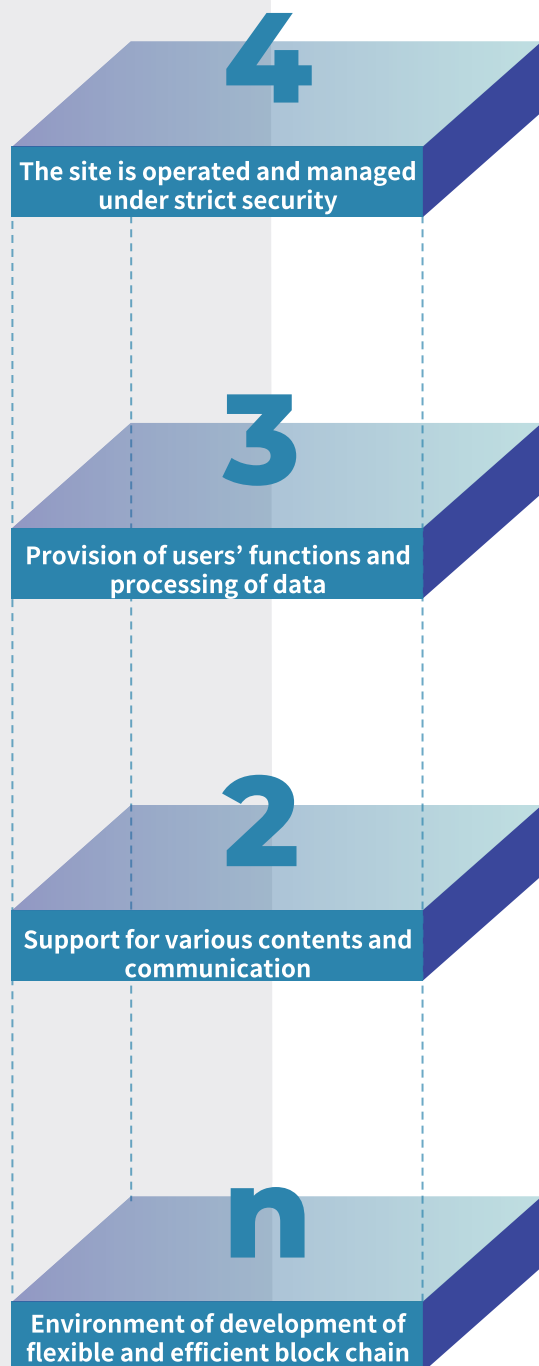 4
The site is operated and managed
under strict security
3
Provision of users’ functions and
processing of data
2
Support for various contents and
communication
n
Environment of development of
flexible and efficient block chain